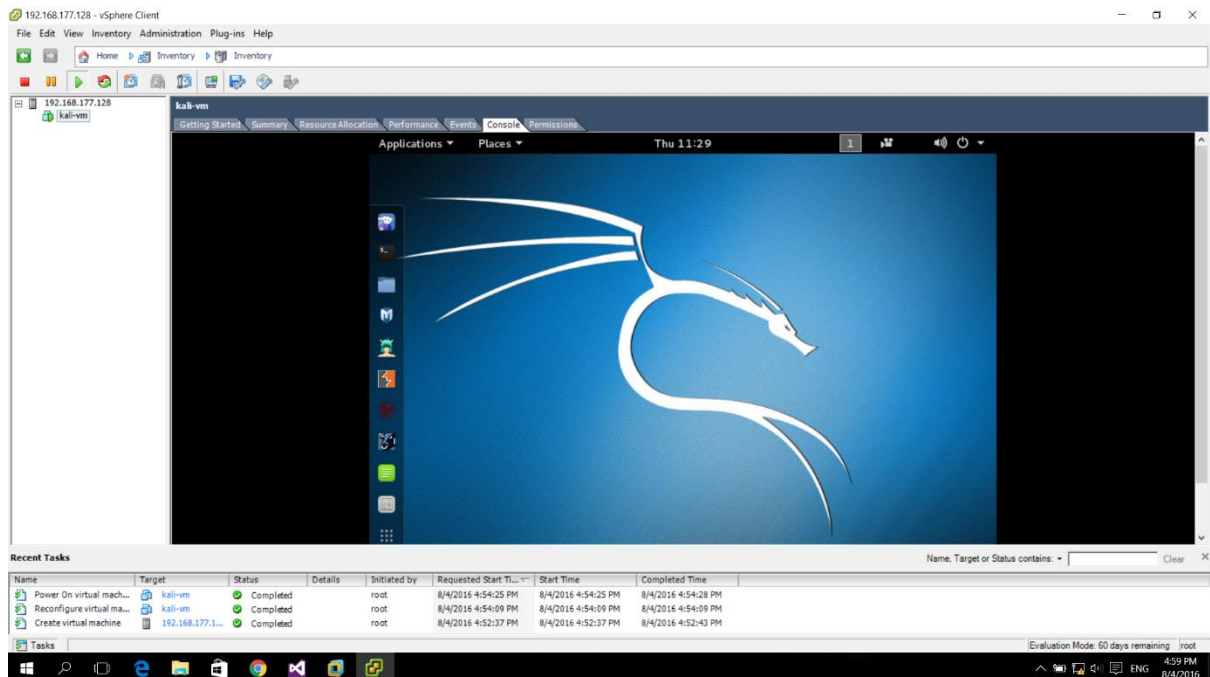 192.168.177.128 - vSphere Client
File Edit View Inventory Administration Plug-ins Help
Home Inventory Inventory
192.168.177.128
kali-vm
kali-vm
Getting Started Summary Resource Allocation Performance Events Console Permissions
Applications Places Thu 11:29 1
Recent Tasks Name, Target or Status contains: Clear
Name Target Status Details Initiated by Requested Start Ti... Start Time Completed Time
Power On virtual mach... kali-vm Completed root 8/4/2016 4:54:25 PM 8/4/2016 4:54:25 PM 8/4/2016 4:54:28 PM
Reconfigure virtual ma... kali-vm Completed root 8/4/2016 4:54:09 PM 8/4/2016 4:54:09 PM 8/4/2016 4:54:09 PM
Create virtual machine 192.168.177.1... Completed root 8/4/2016 4:52:37 PM 8/4/2016 4:52:37 PM 8/4/2016 4:52:43 PM
Tasks Evaluation Mode: 60 days remaining root
ENG 4:59 PM
8/4/2016